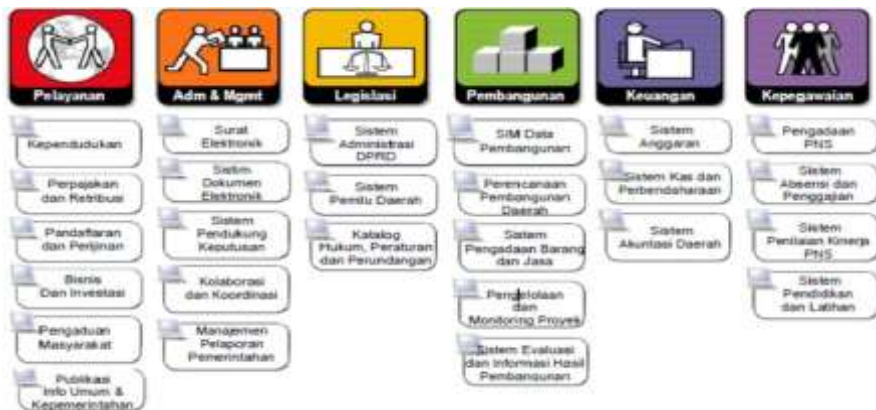 Pelayanan
Kependudukan
Perpajakan
dan Retribusi
Pandaftaran
dan Perijinan
Bisnis
Dan Investasi
Pengaduan
Masyarakat
Publikasi
Info Umum &
Kepemerintahan
Adm & Mgmt
Surat
Elektronik
Sistim
Dokumen
Elektronik
Sistem
Pendukung
Keputusan
Kolaborasi
dan Koordinasi
Manajemen
Pelaporan
Pemerintahan
Legislasi
Sistem
Administrasi
DPRD
Sistem
Pemilu Daerah
Katalog
Hukum, Peraturan
dan Perundangan
Pembangunan
SIM Data
Pembangunan
Perencanaan
Pembangunan
Daerah
Sistem
Pengadaan Barang
dan Jasa
Pengelolaan
dan
Monitoring Proyek
Sistem Evaluasi
dan Informasi Hasil
Pembangunan
Keuangan
Sistem
Anggaran
Sistem Kas dan
Perbendaharaan
Sistem
Akuntasi Daerah
Kepegawaian
Pengadaan
PNS
Sistem
Absensi dan
Penggajian
Sistem
Penilaian Kinerja
PNS
Sistem
Pendidikan
dan Latihan